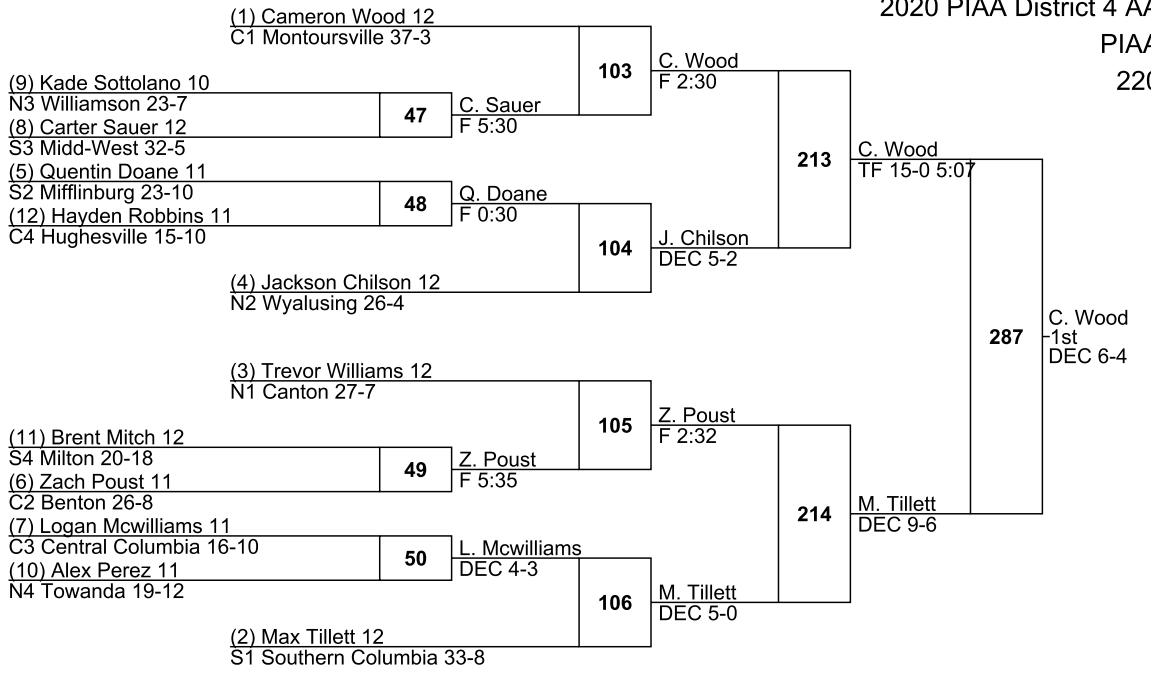 2020 PIAA District 4 AA
PIAA
220
(1) Cameron Wood 12
C1 Montoursville 37-3
103
C. Wood
F 2:30
(9) Kade Sottolano 10
N3 Williamson 23-7
47
C. Sauer
F 5:30
(8) Carter Sauer 12
S3 Midd-West 32-5
213
C. Wood
TF 15-0 5:07
(5) Quentin Doane 11
S2 Mifflinburg 23-10
48
Q. Doane
F 0:30
(12) Hayden Robbins 11
C4 Hughesville 15-10
104
J. Chilson
DEC 5-2
(4) Jackson Chilson 12
N2 Wyalusing 26-4
287
C. Wood
1st
DEC 6-4
(3) Trevor Williams 12
N1 Canton 27-7
105
Z. Poust
F 2:32
(11) Brent Mitch 12
S4 Milton 20-18
49
Z. Poust
F 5:35
(6) Zach Poust 11
C2 Benton 26-8
214
M. Tillett
DEC 9-6
(7) Logan Mcwilliams 11
C3 Central Columbia 16-10
50
L. Mcwilliams
DEC 4-3
(10) Alex Perez 11
N4 Towanda 19-12
106
M. Tillett
DEC 5-0
(2) Max Tillett 12
S1 Southern Columbia 33-8